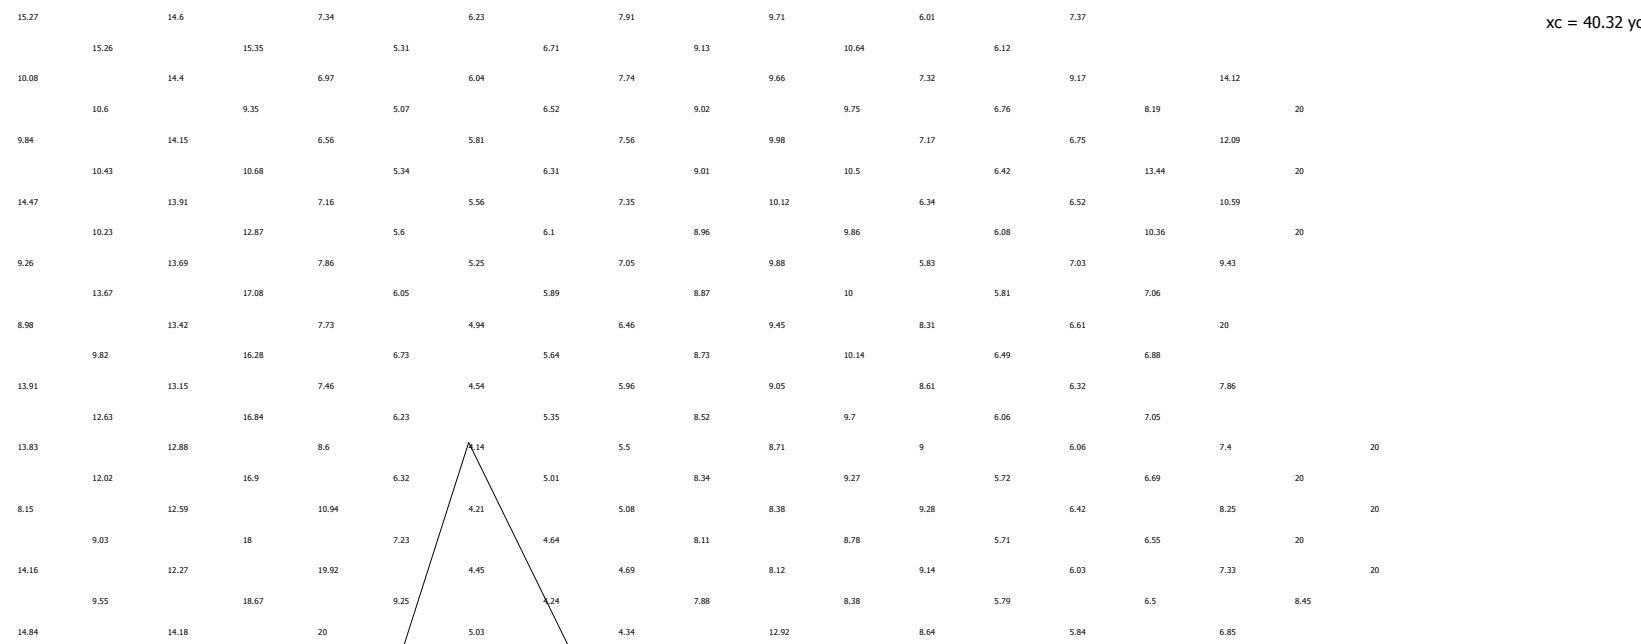 15.27 14.6 7.34 6.23 7.91 9.71 6.01 7.37
xc = 40.32 yc
15.26 15.35 5.31 6.71 9.13 10.64 6.12
10.08 14.4 6.97 6.04 7.74 9.66 7.32 9.17 14.12
10.6 9.35 5.07 6.52 9.02 9.75 6.76 8.19 20
9.84 14.15 6.56 5.81 7.56 9.98 7.17 6.75 12.09
10.43 10.68 5.34 6.31 9.01 10.5 6.42 13.44 20
14.47 13.91 7.16 5.56 7.35 10.12 6.34 6.52 10.59
10.23 12.87 5.6 6.1 8.96 9.86 6.08 10.36 20
9.26 13.69 7.86 5.25 7.05 9.88 5.83 7.03 9.43
13.67 17.08 6.05 5.89 8.87 10 5.81 7.06
8.98 13.42 7.73 4.94 6.46 9.45 8.31 6.61 20
9.82 16.28 6.73 5.64 8.73 10.14 6.49 6.88
13.91 13.15 7.46 4.54 5.96 9.05 8.61 6.32 7.86
12.63 16.84 6.23 5.35 8.52 9.7 6.06 7.05
13.83 12.88 8.6 4.14 5.5 8.71 9 6.06 7.4 20
12.02 16.9 6.32 5.01 8.34 9.27 5.72 6.69 20
8.15 12.59 10.94 4.21 5.08 8.38 9.28 6.42 8.25 20
9.03 18 7.23 4.64 8.11 8.78 5.71 6.55 20
14.16 12.27 19.92 4.45 4.69 8.12 9.14 6.03 7.33 20
9.55 18.67 9.25 4.24 7.88 8.38 5.79 6.5 8.45
14.84 14.18 20 5.03 4.34 12.92 8.64 5.84 6.85